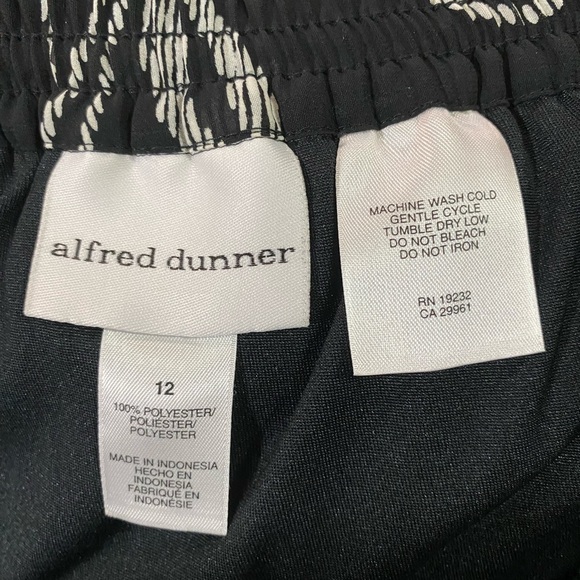 alfred dunner
12
100% POLYESTER/
POLIÉSTER/
POLYESTER
MADE IN INDONESIA
HECHO EN
INDONESIA
FABRIQUÉ EN
INDONÉSIE
MACHINE WASH COLD
GENTLE CYCLE
TUMBLE DRY LOW
DO NOT BLEACH
DO NOT IRON
RN 19232
CA 29961